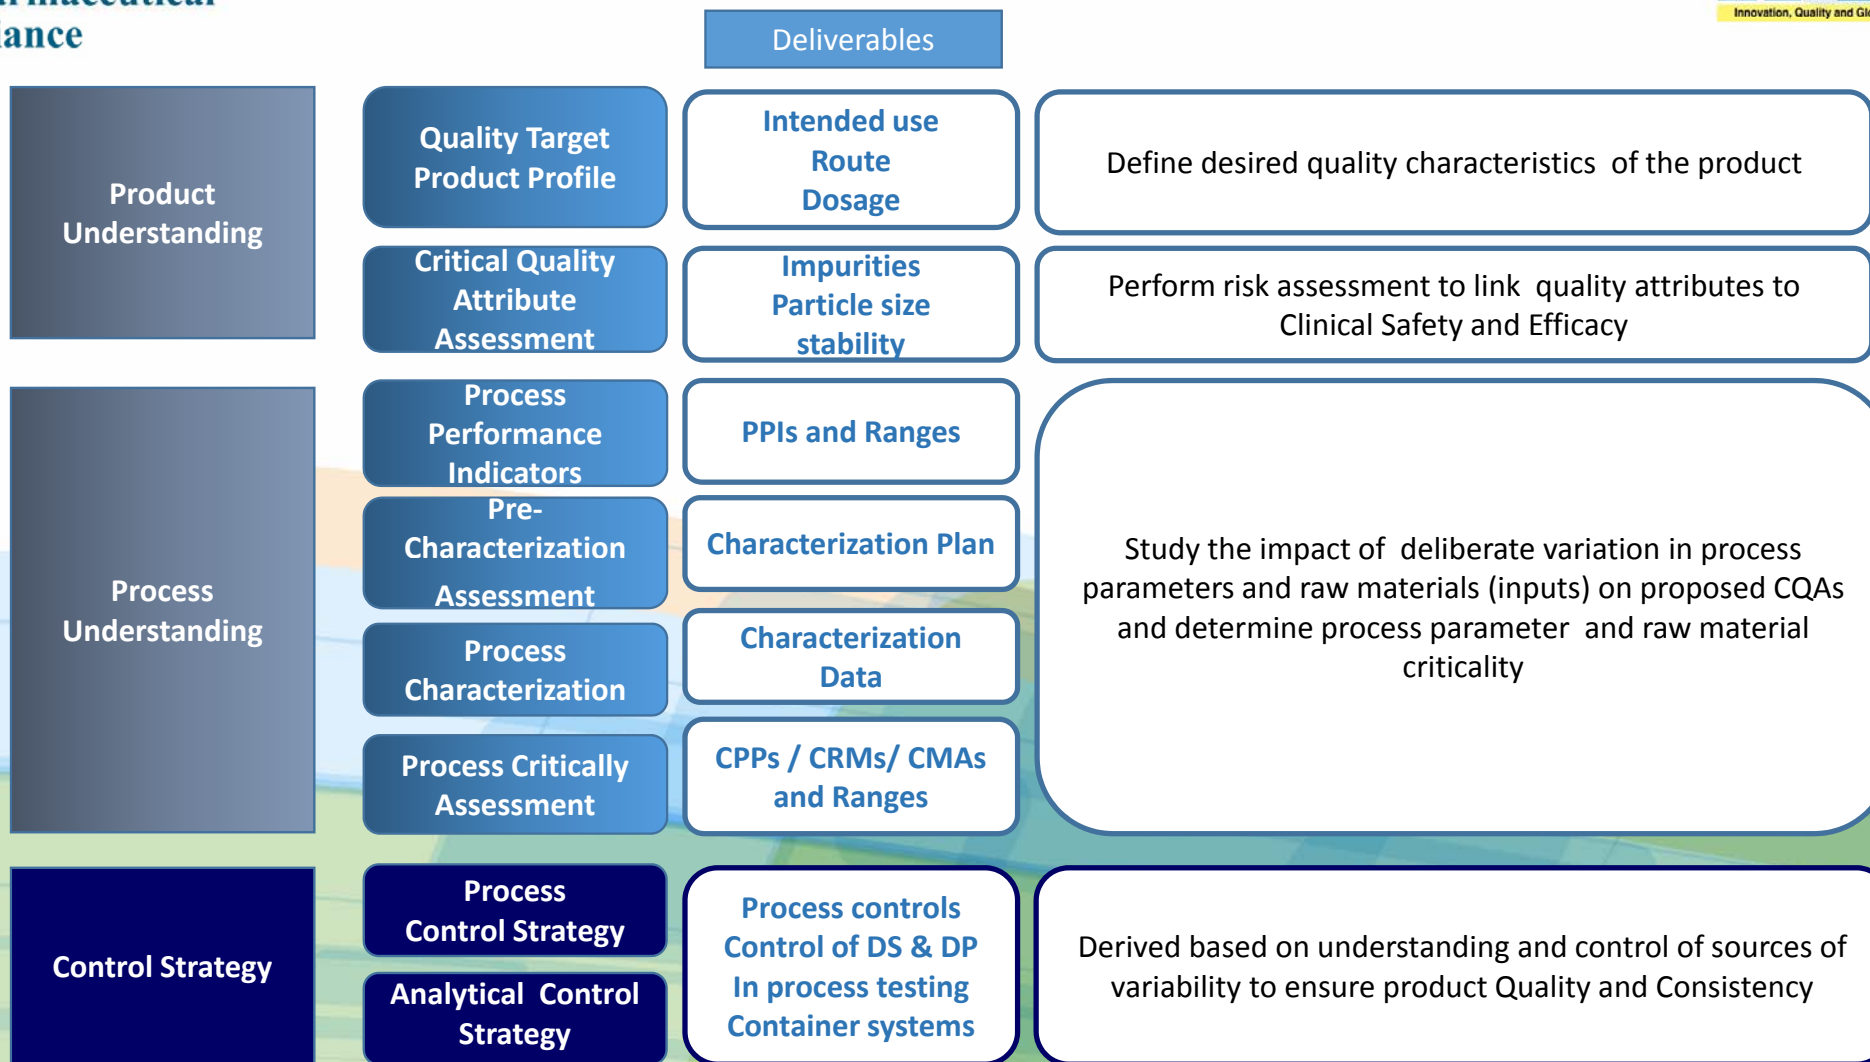 iance
Innovation, Quality and Glo
Deliverables
Product
Understanding
Quality Target
Product Profile
Intended use
Route
Dosage
Define desired quality characteristics of the product
Critical Quality
Attribute
Assessment
Impurities
Particle size
stability
Perform risk assessment to link quality attributes to
Clinical Safety and Efficacy
Process
Understanding
Process
Performance
Indicators
PPIs and Ranges
Pre-
Characterization
Assessment
Characterization Plan
Process
Characterization
Characterization
Data
Process Critically
Assessment
CPPs / CRMs/ CMAs
and Ranges
Study the impact of deliberate variation in process
parameters and raw materials (inputs) on proposed CQAs
and determine process parameter and raw material
criticality
Control Strategy
Process
Control Strategy
Analytical Control
Strategy
Process controls
Control of DS & DP
In process testing
Container systems
Derived based on understanding and control of sources of
variability to ensure product Quality and Consistency